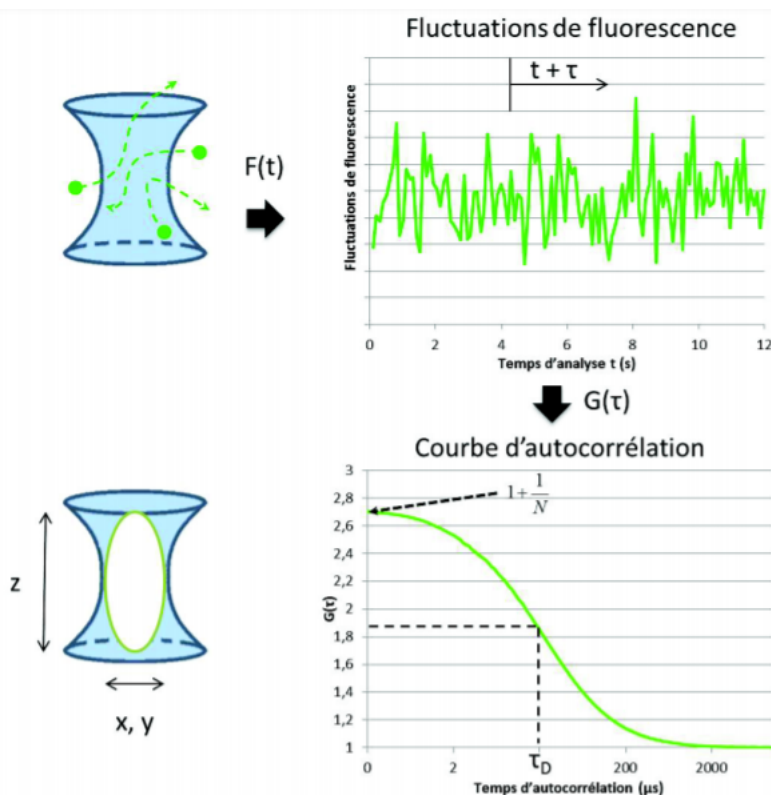 Fluctuations de fluorescence
t + τ
F(t)
Fluctuations de fluorescence
0 2 4 6 8 10 12
Temps d'analyse t (s)
G(τ)
Courbe d'autocorrélation
3
2,8
2,6
2,4
2,2
2
1,8
1,6
1,4
1,2
1
1+1/N
G(τ)
z
x, y
0 2 τD 200 2000
Temps d'autocorrélation (µs)